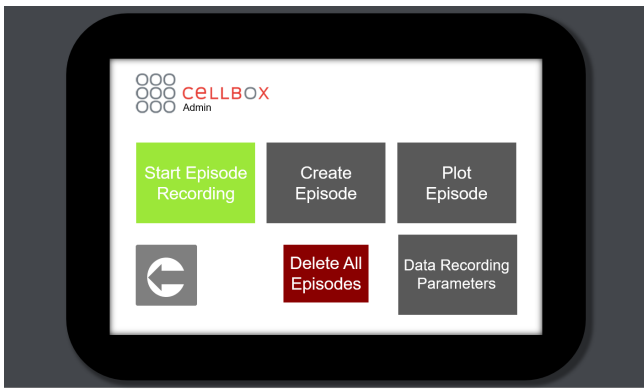 CELLBOX
Admin
Start Episode
Recording
Create
Episode
Plot
Episode
Delete All
Episodes
Data Recording
Parameters